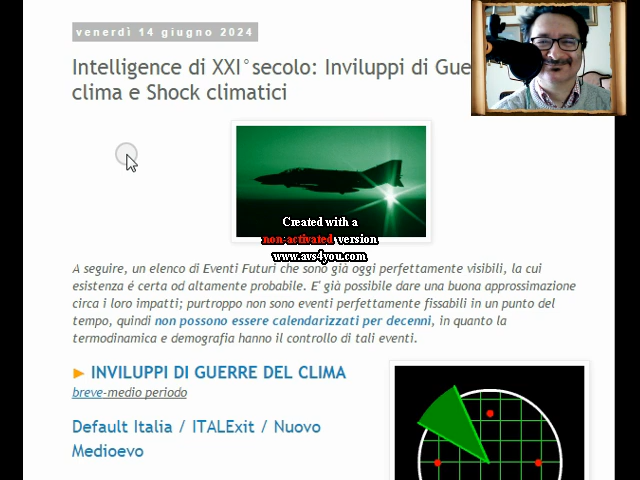 venerdì 14 giugno 2024
Intelligence di XXI°secolo: Inviluppi di Gue
clima e Shock climatici
Created with a
non-activated version
www.avs4you.com
A seguire, un elenco di Eventi Futuri che sono già oggi perfettamente visibili, la cui
esistenza é certa od altamente probabile. E' già possibile dare una buona approssimazione
circa i loro impatti; purtroppo non sono eventi perfettamente fissabili in un punto del
tempo, quindi non possono essere calendarizzati per decenni, in quanto la
termodinamica e demografia hanno il controllo di tali eventi.
► INVILUPPI DI GUERRE DEL CLIMA
breve-medio periodo
Default Italia / ITALExit / Nuovo
Medioevo